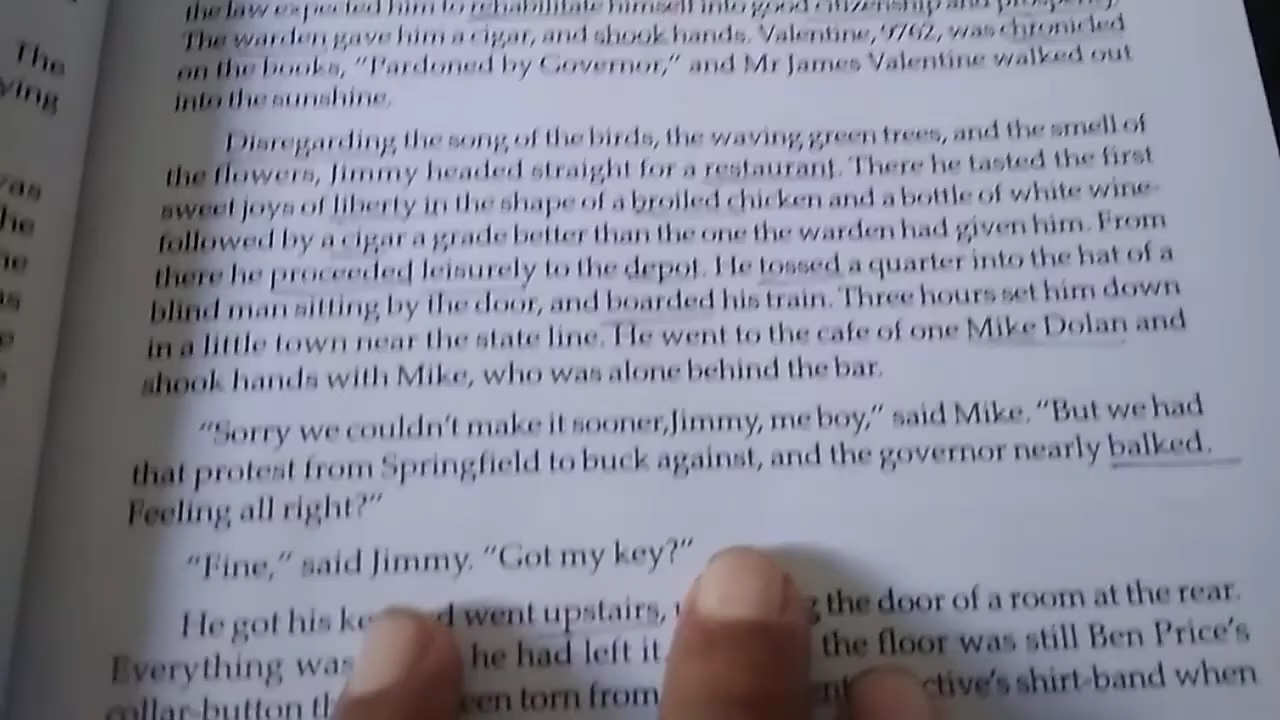 The
ving
was
he
the law expected him to rehabilitate himself into good citizenship and prosperity.
The warden gave him a cigar, and shook hands. Valentine, 9762, was chronicled
on the books, “Pardoned by Governor,” and Mr James Valentine walked out
into the sunshine.
Disregarding the song of the birds, the waving green trees, and the smell of
the flowers, Jimmy headed straight for a restaurant. There he tasted the first
sweet joys of liberty in the shape of a broiled chicken and a bottle of white wine-
followed by a cigar a grade better than the one the warden had given him. From
there he proceeded leisurely to the depot. He tossed a quarter into the hat of a
blind man sitting by the door, and boarded his train. Three hours set him down
in a little town near the state line. He went to the cafe of one Mike Dolan and
shook hands with Mike, who was alone behind the bar.
“Sorry we couldn’t make it sooner,Jimmy, me boy,” said Mike. “But we had
that protest from Springfield to buck against, and the governor nearly balked.
Feeling all right?”
“Fine,” said Jimmy. “Got my key?”
He got his ke d went upstairs, g the door of a room at the rear.
Everything was he had left it the floor was still Ben Price’s
collar-button th een torn from ent ctive’s shirt-band when